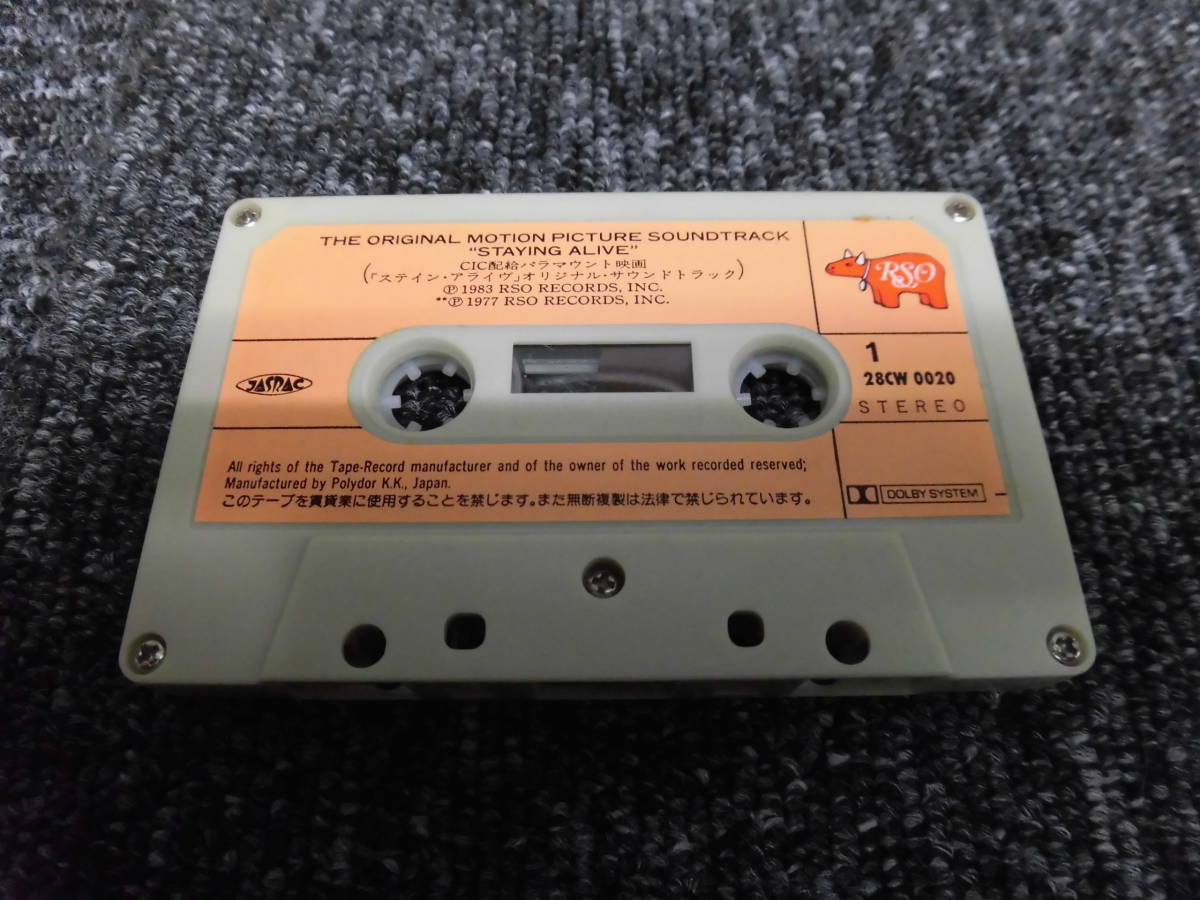 THE ORIGINAL MOTION PICTURE SOUNDTRACK
"STAYING ALIVE"
CIC配給パラマウント映画
(「ステイン・アライヴ」オリジナル・サウンドトラック)
Ⓟ 1983 RSO RECORDS, INC.
**Ⓟ 1977 RSO RECORDS, INC.
RSO
JASRAC
1
28CW 0020
STEREO
All rights of the Tape-Record manufacturer and of the owner of the work recorded reserved;
Manufactured by Polydor K.K., Japan.
このテープを賃貸業に使用することを禁じます。また無断複製は法律で禁じられています。
DOLBY SYSTEM